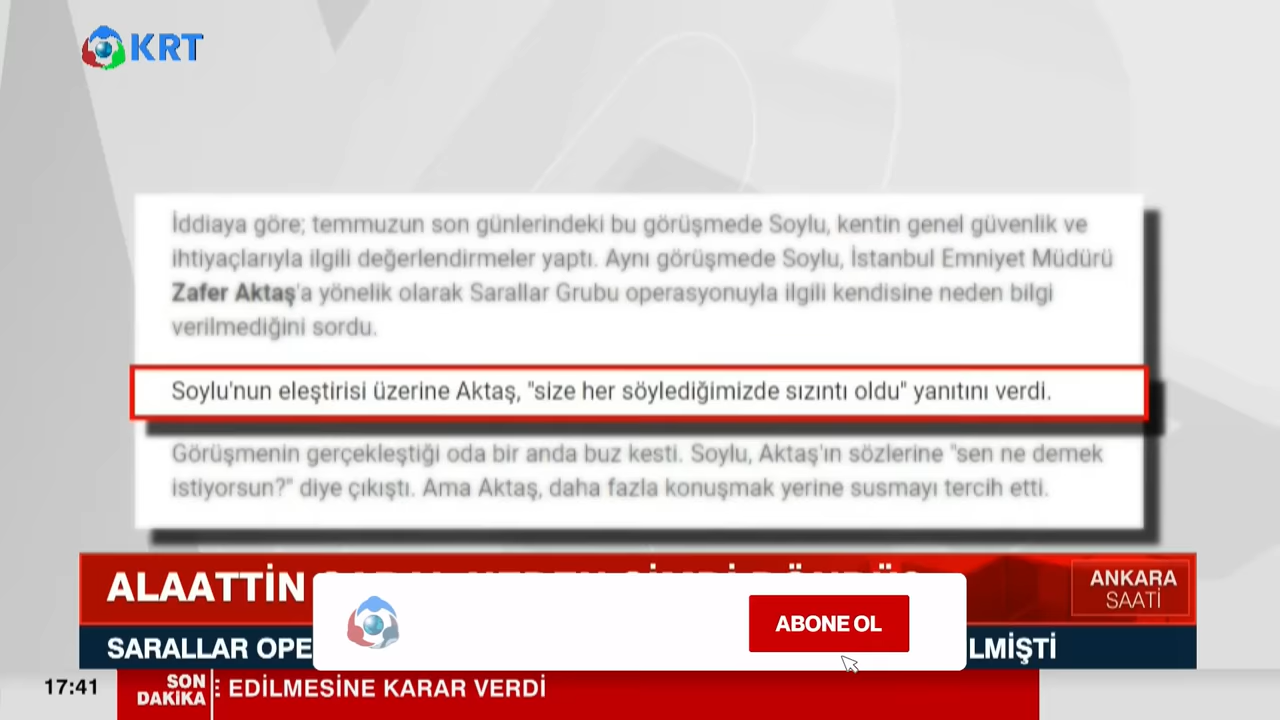 KRT
İddiaya göre; temmuzun son günlerindeki bu görüşmede Soylu, kentin genel güvenlik ve
ihtiyaçlarıyla ilgili değerlendirmeler yaptı. Aynı görüşmede Soylu, İstanbul Emniyet Müdürü
Zafer Aktaş'a yönelik olarak Sarallar Grubu operasyonuyla ilgili kendisine neden bilgi
verilmediğini sordu.
Soylu'nun eleştirisi üzerine Aktaş, "size her söylediğimizde sızıntı oldu" yanıtını verdi.
Görüşmenin gerçekleştiği oda bir anda buz kesti. Soylu, Aktaş'ın sözlerine "sen ne demek
istiyorsun?" diye çıkıştı. Ama Aktaş, daha fazla konuşmak yerine susmayı tercih etti.
ALAATTİN
ANKARA
SAATİ
ABONE OL
SARALLAR OPE
LMİŞTİ
17:41
SON
DAKİKA
EDİLMESİNE KARAR VERDİ